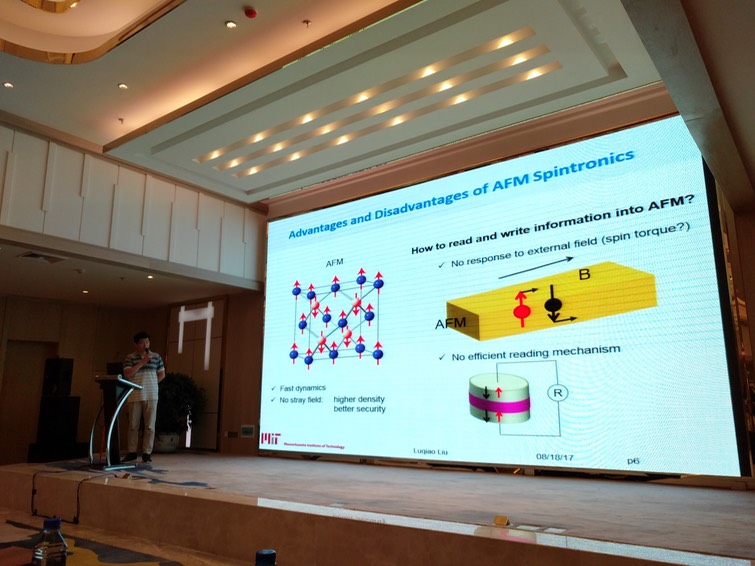 Advantages and Disadvantages of AFM Spintronics
How to read and write information into AFM?
✓ No response to external field (spin torque?)
AFM
B
AFM
✓ No efficient reading mechanism
R
✓ Fast dynamics
✓ No stray field: higher density
better security
MIT
Massachusetts Institute of Technology
Luqiao Liu
08/18/17
p6